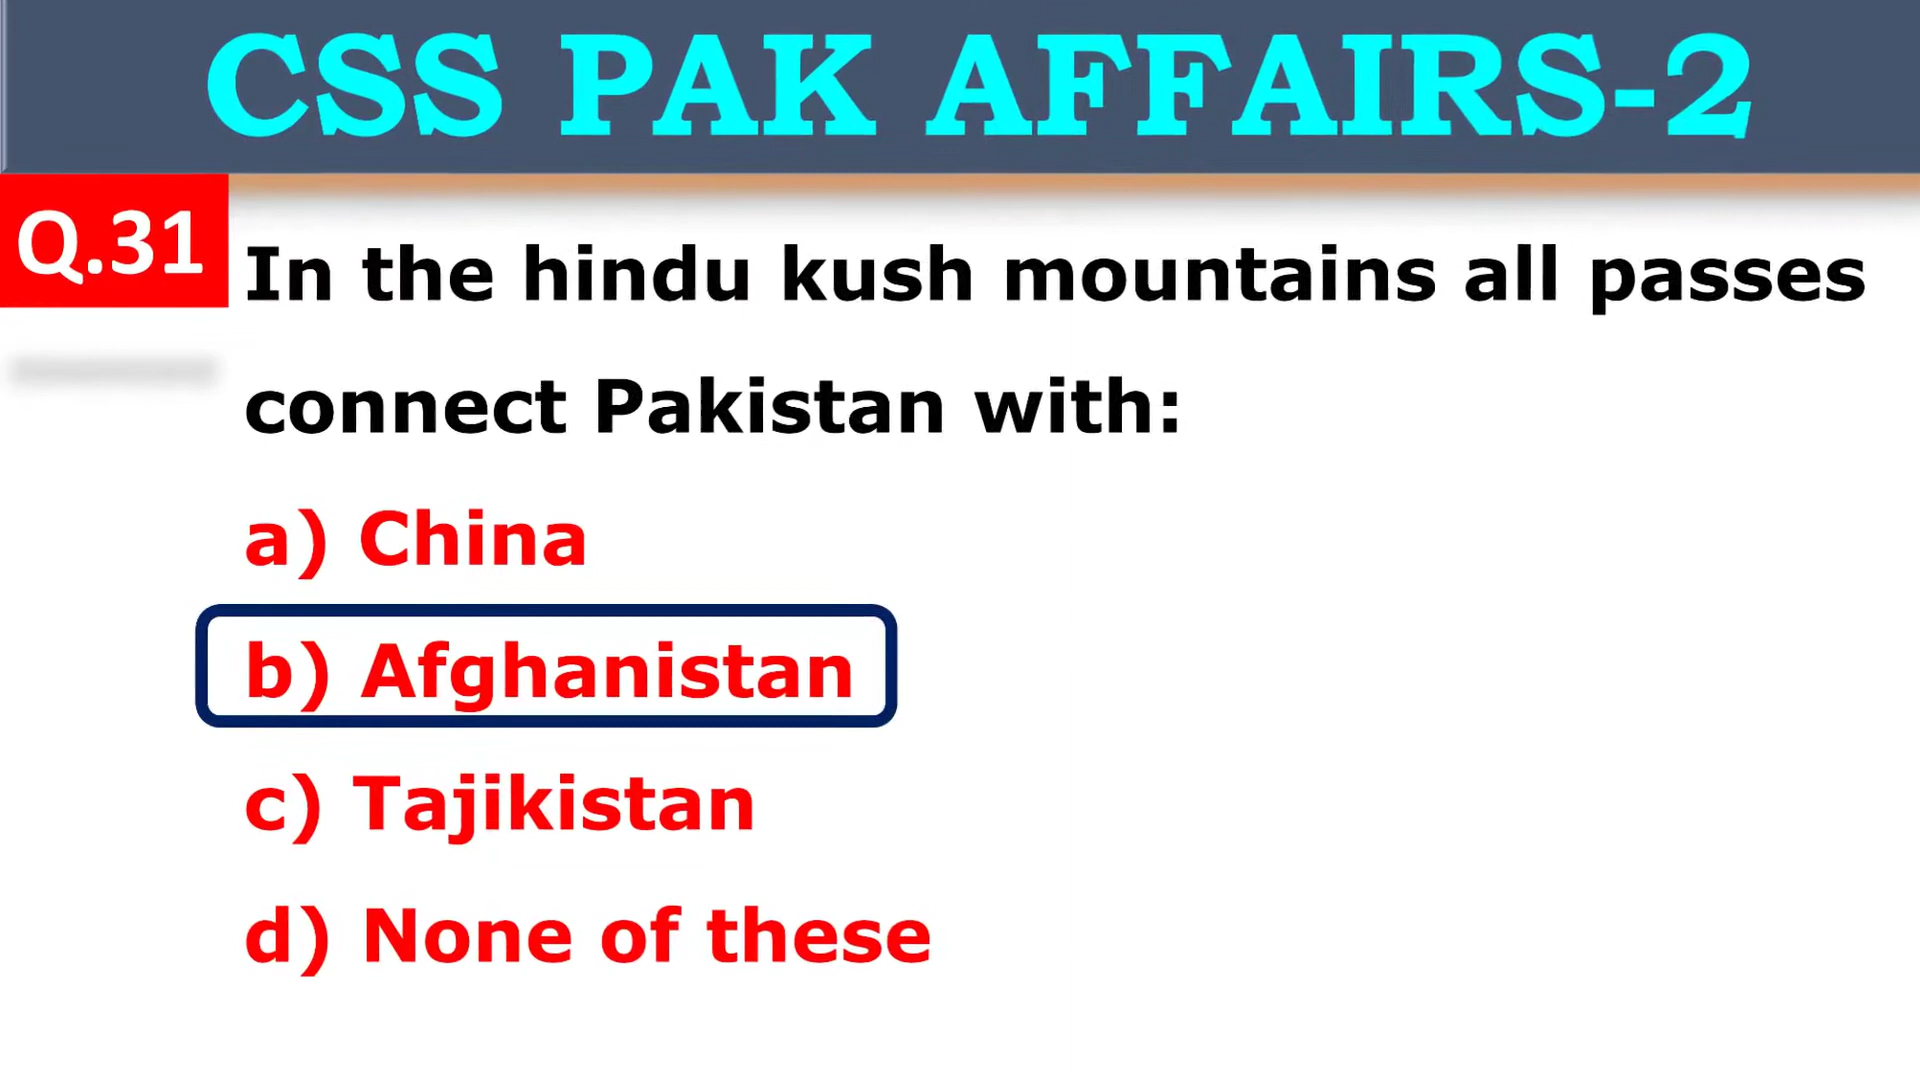 CSS PAK AFFAIRS-2
Q.31
In the hindu kush mountains all passes
connect Pakistan with:
a) China
b) Afghanistan
c) Tajikistan
d) None of these